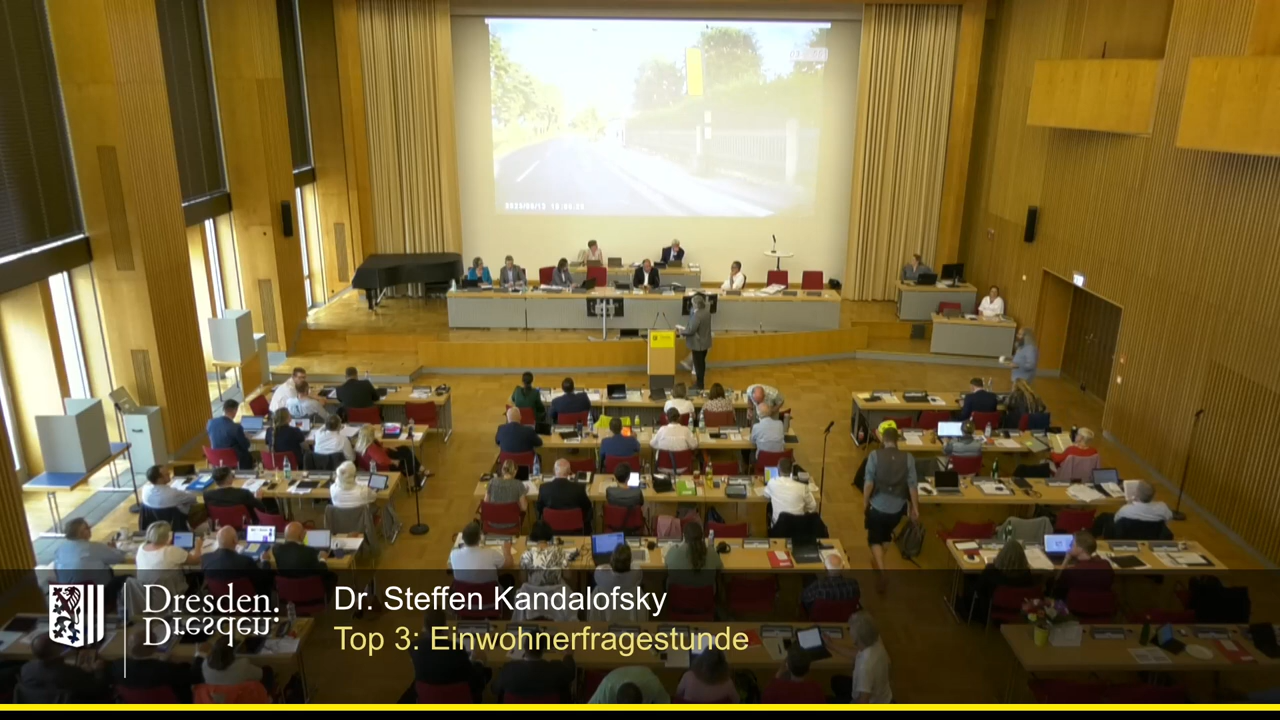 Dresden.
Dresden.
Dr. Steffen Kandalofsky
Top 3: Einwohnerfragestunde